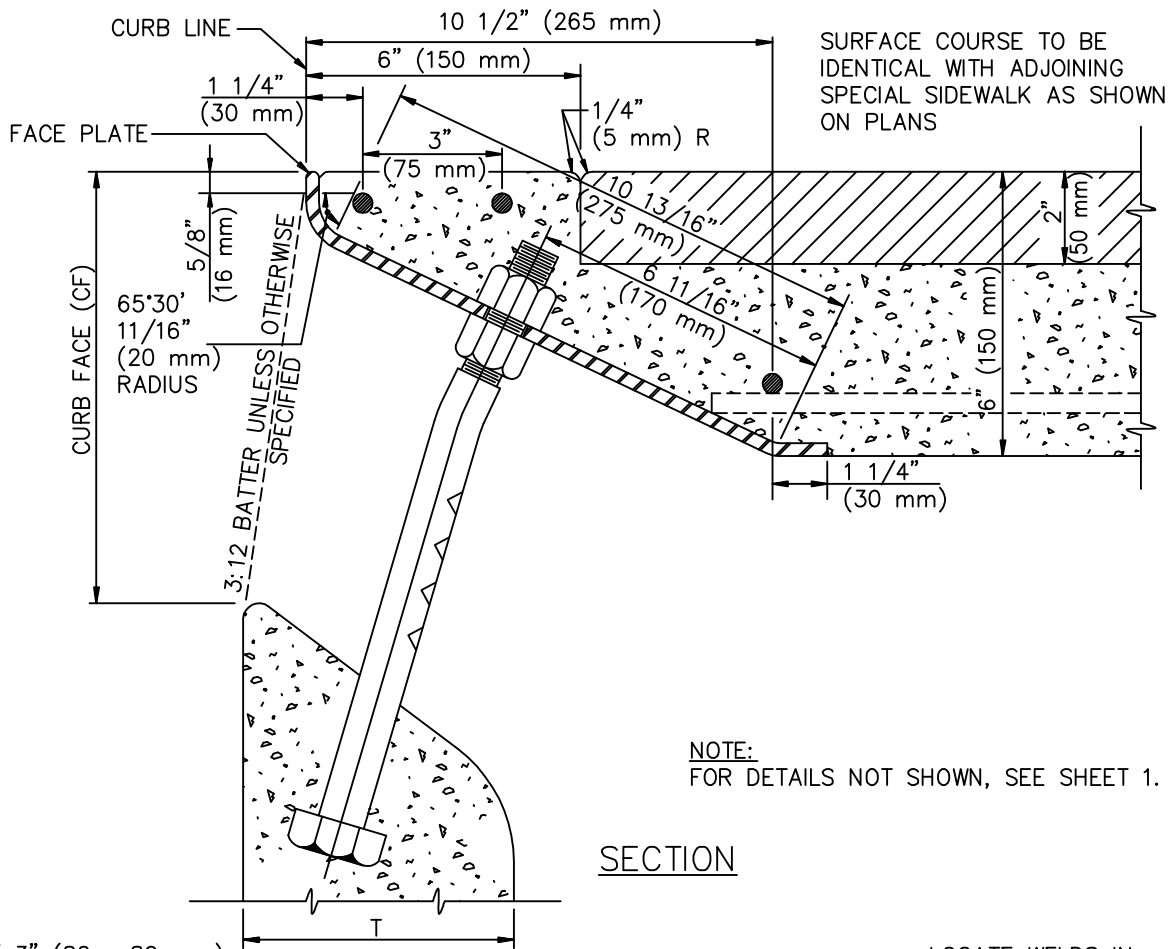 10 1/2" (265 mm)
CURB LINE
6" (150 mm)
SURFACE COURSE TO BE
IDENTICAL WITH ADJOINING
SPECIAL SIDEWALK AS SHOWN
ON PLANS
1 1/4"
(30 mm)
1/4"
(5 mm) R
FACE PLATE
3"
(75 mm)
10 13/16"
(275 mm)
2"
(50 mm)
5/8"
(16 mm)
6 11/16"
(170 mm)
6" (150 mm)
CURB FACE (CF)
65°30'
11/16"
(20 mm)
RADIUS
3:12 BATTER UNLESS OTHERWISE
SPECIFIED
1 1/4"
(30 mm)
NOTE:
FOR DETAILS NOT SHOWN, SEE SHEET 1.
SECTION
T
LOCATE WELDS IN